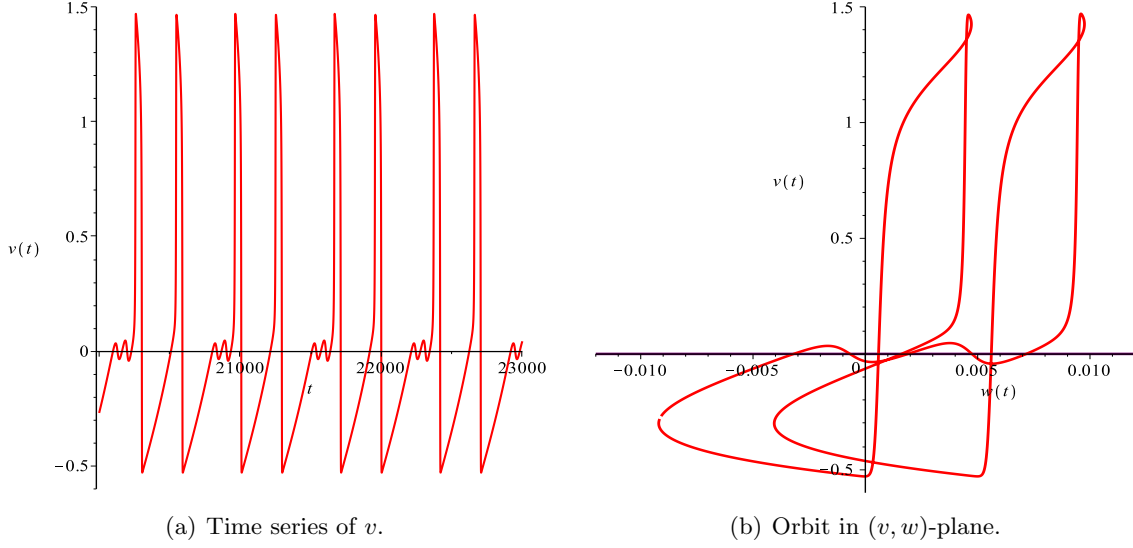 1.5
1
v(t)
0.5
0
21000
22000
23000
t
−0.5
1.5
1
v(t)
0.5
−0.010
−0.005
0
0.005
0.010
w(t)
−0.5
(a) Time series of v.
(b) Orbit in (v, w)-plane.